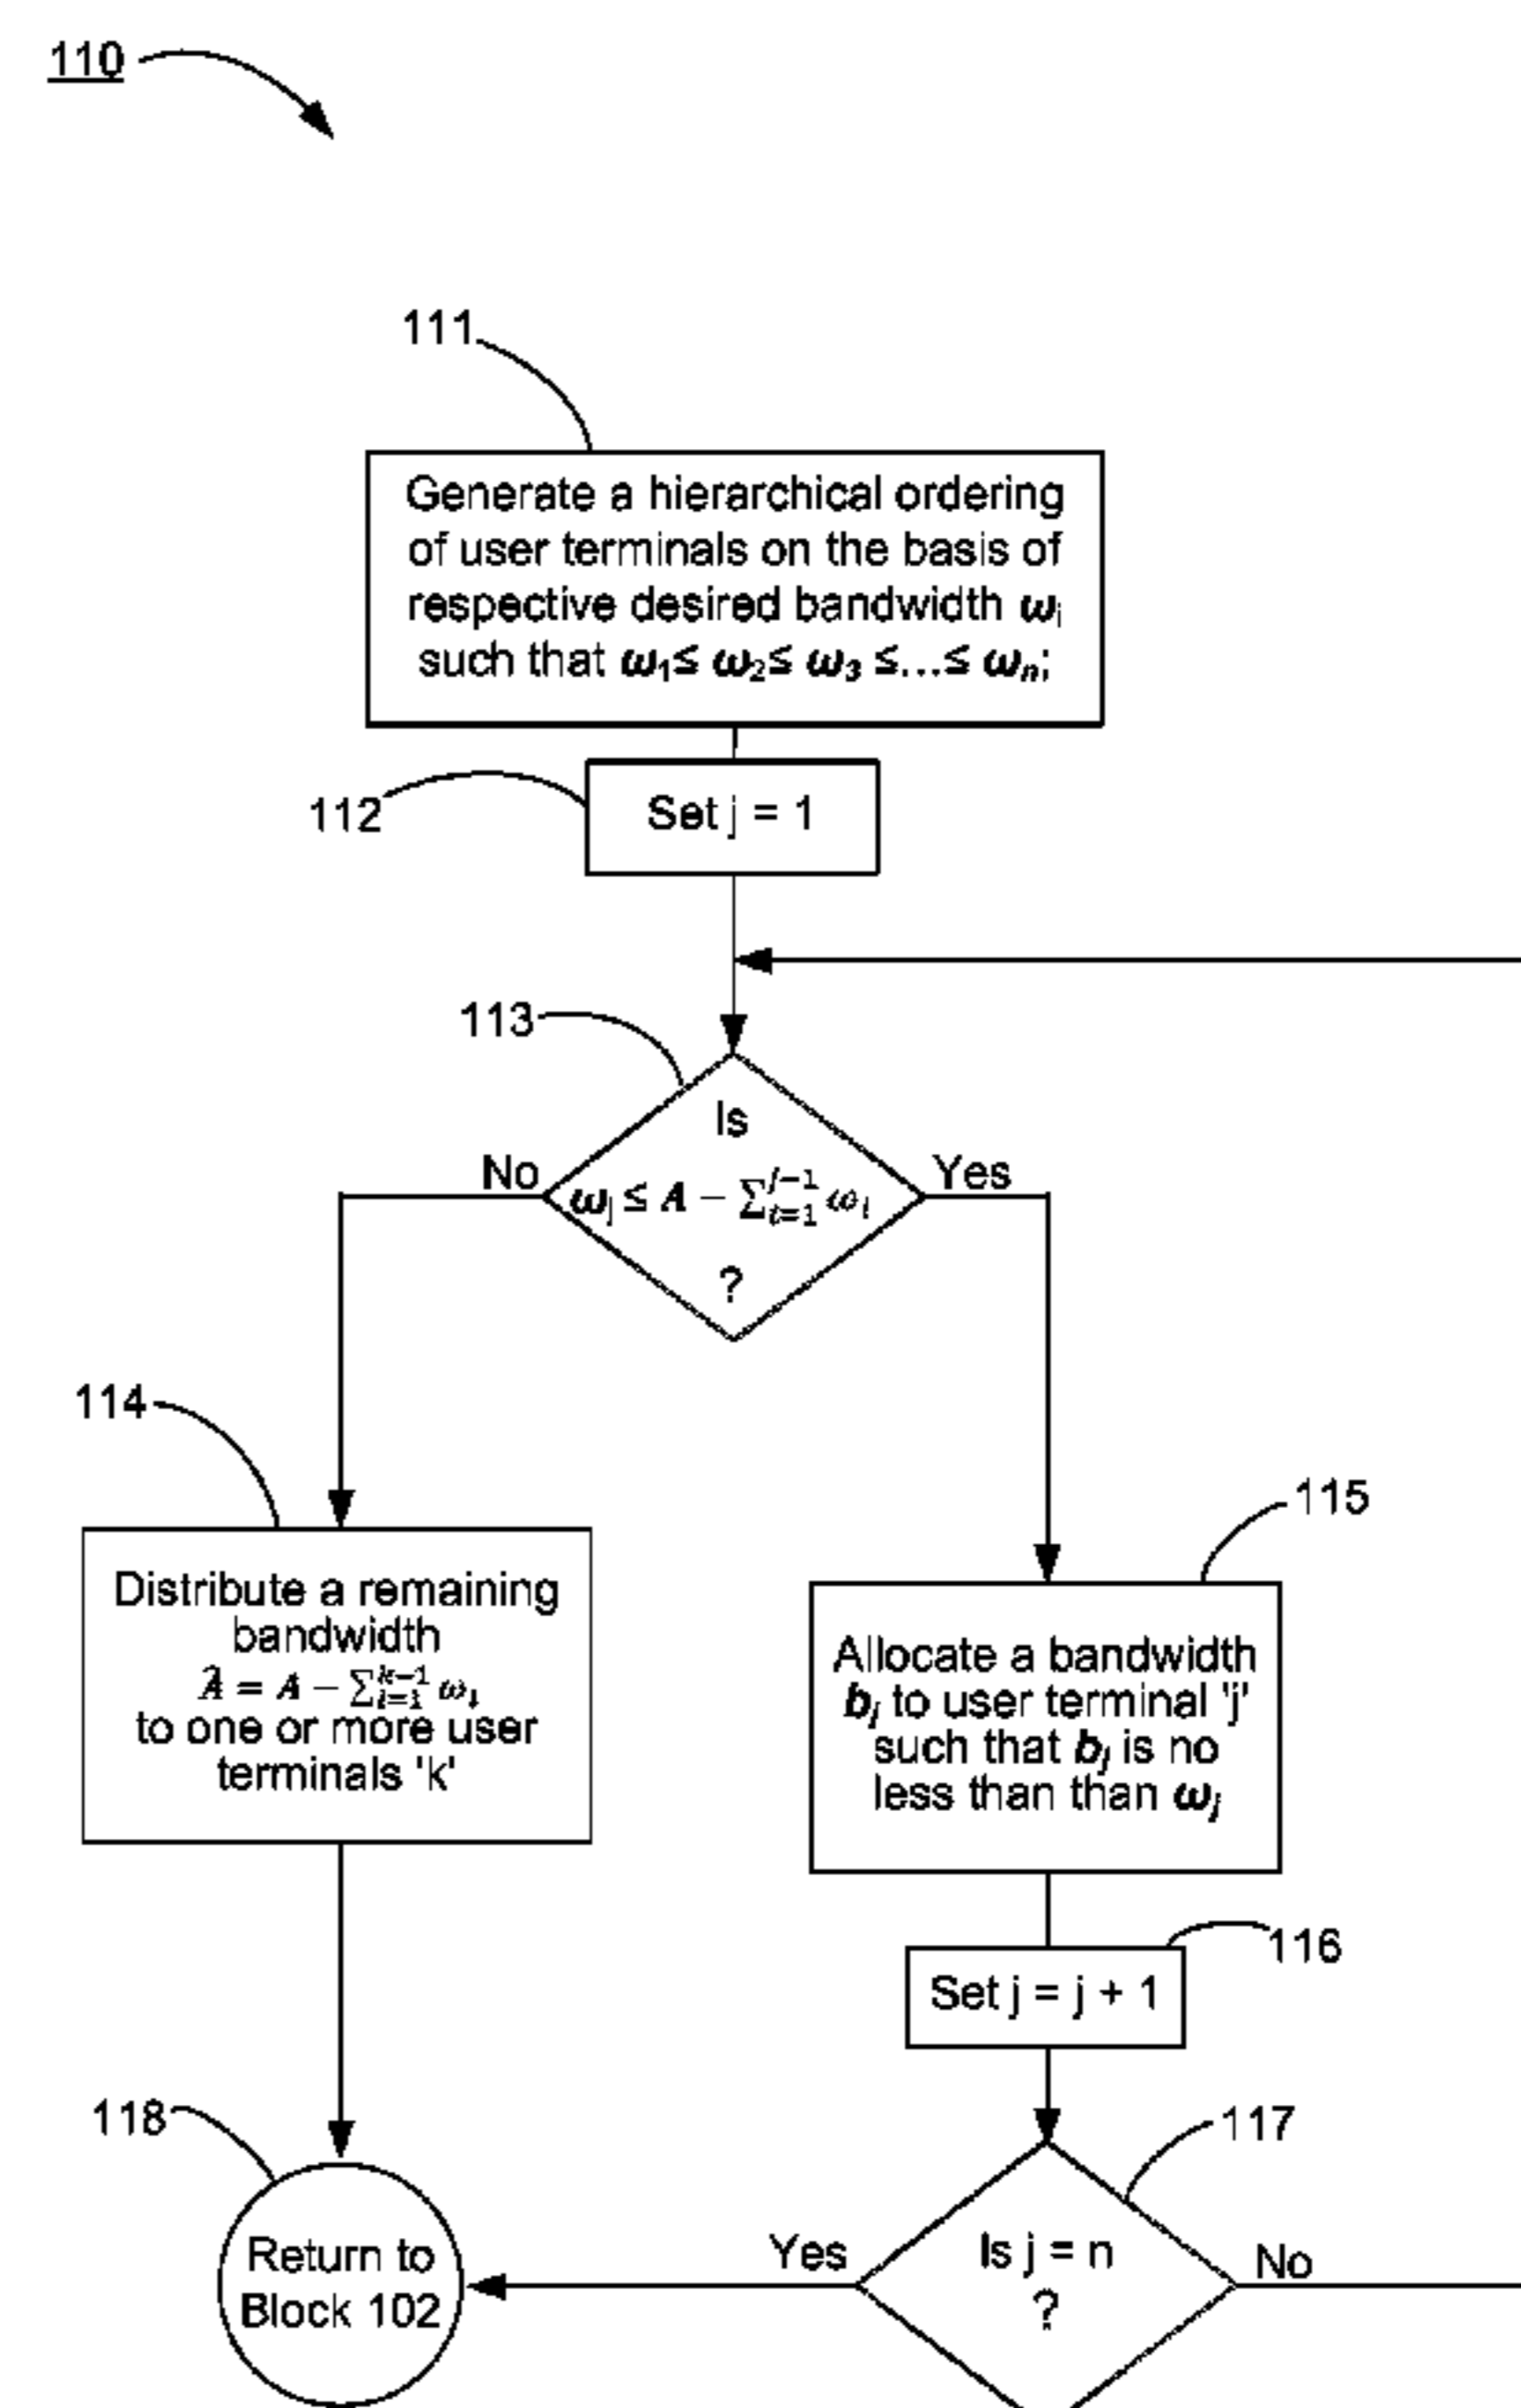 110
111
Generate a hierarchical ordering
of user terminals on the basis of
respective desired bandwidth ωi
such that ω1≤ ω2≤ ω3 ≤...≤ ωn;
112
Set j = 1
113
Is
No
Yes
ωj ≤ A − ∑_{i=1}^{j−1} ωi
?
114
115
Distribute a remaining
bandwidth
Â = A − ∑_{i=1}^{k−1} ωi
to one or more user
terminals 'k'
Allocate a bandwidth
bj to user terminal 'j'
such that bj is no
less than than ωj
116
Set j = j + 1
118
117
Return to
Block 102
Yes
Is j = n
?
No